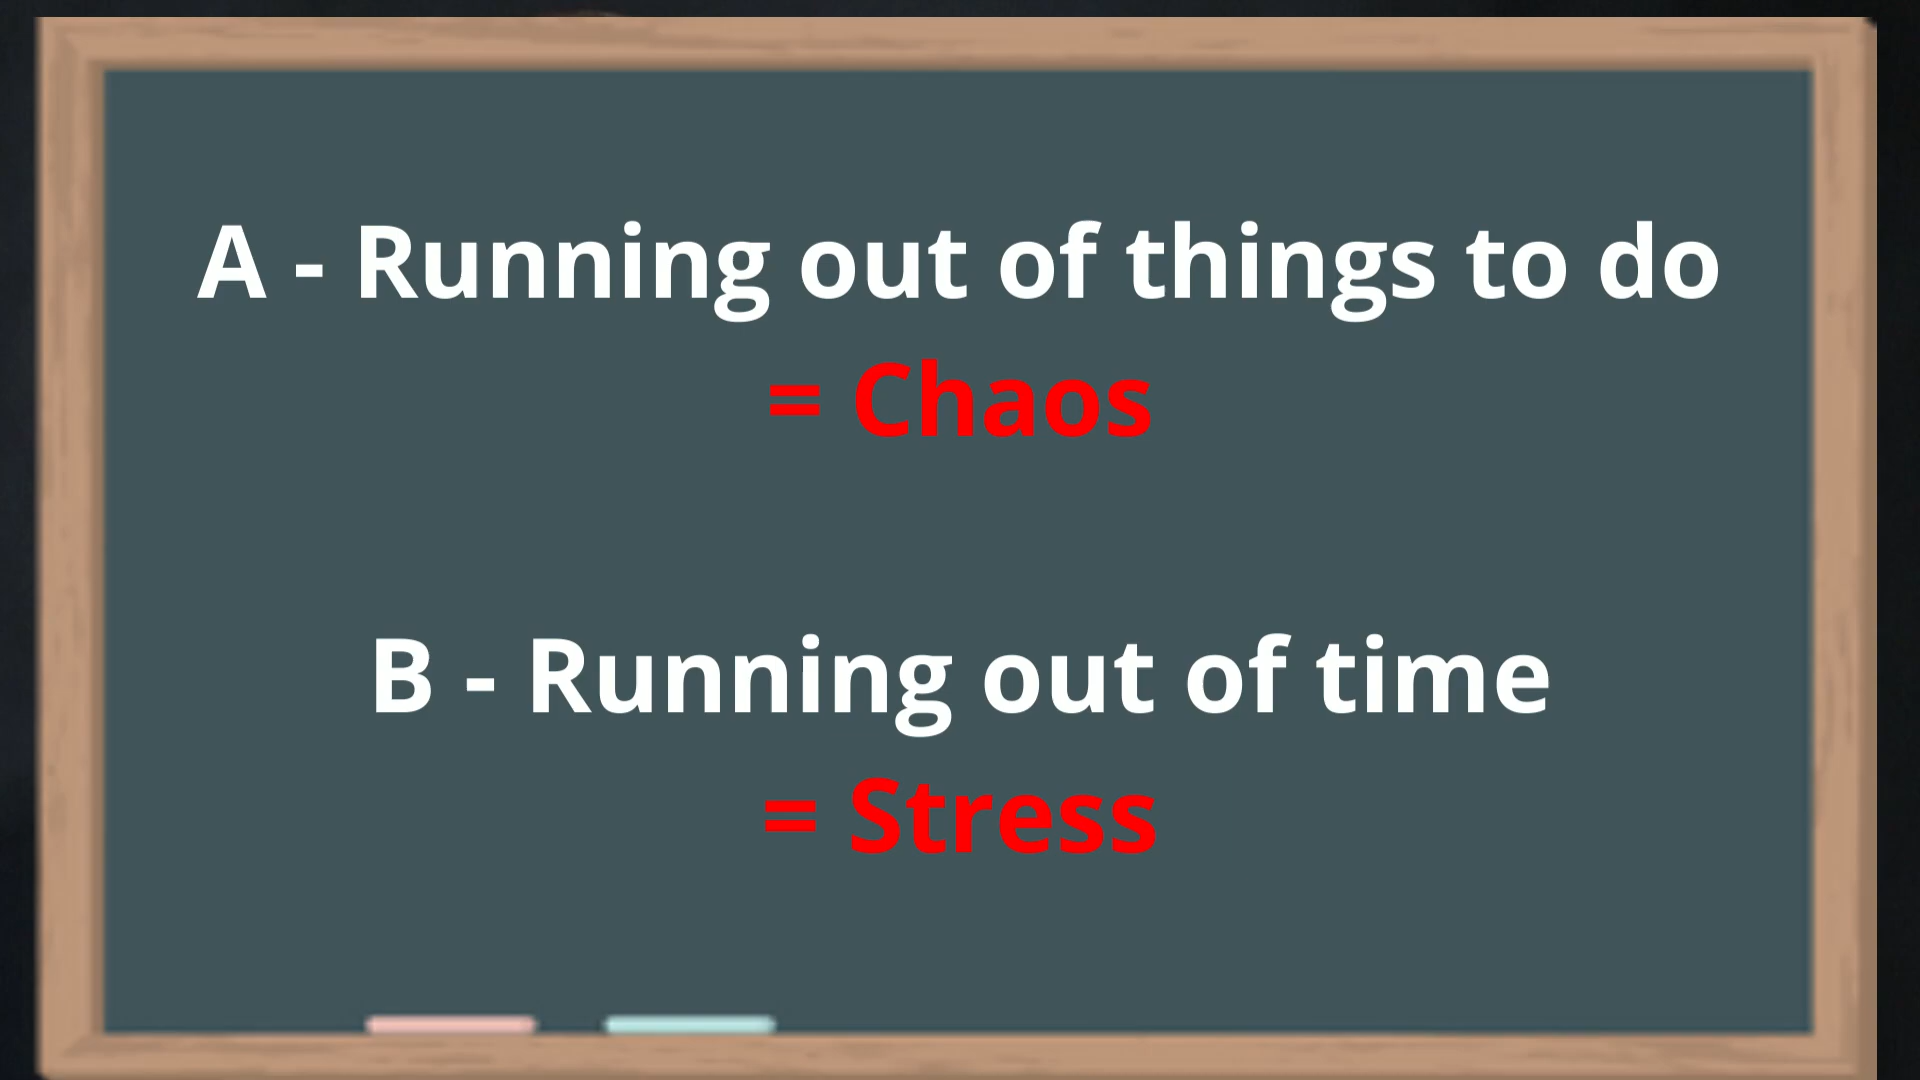 A - Running out of things to do
= Chaos
B - Running out of time
= Stress